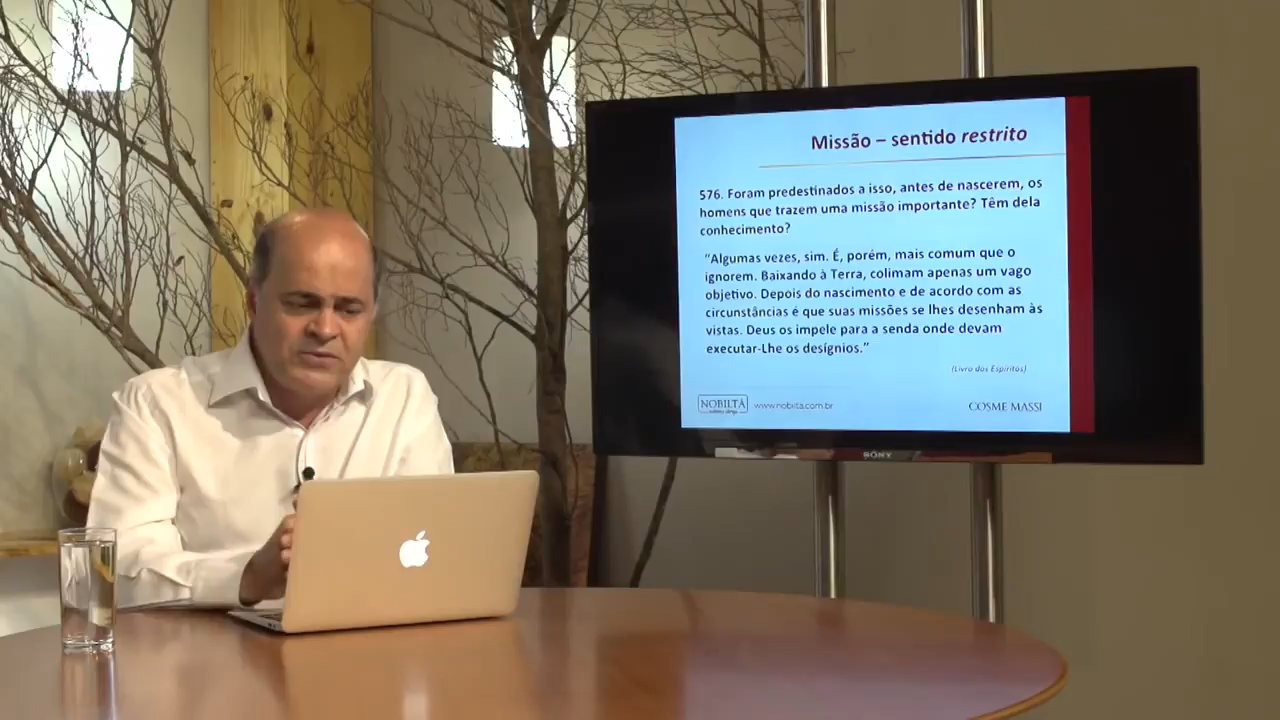 Missão – sentido restrito
576. Foram predestinados a isso, antes de nascerem, os
homens que trazem uma missão importante? Têm dela
conhecimento?
“Algumas vezes, sim. É, porém, mais comum que o
ignorem. Baixando à Terra, colimam apenas um vago
objetivo. Depois do nascimento e de acordo com as
circunstâncias é que suas missões se lhes desenham às
vistas. Deus os impele para a senda onde devam
executar-Lhe os desígnios.”
(Livro dos Espíritos)
NOBILTÀ
www.nobilta.com.br
COSME MASSI
SONY